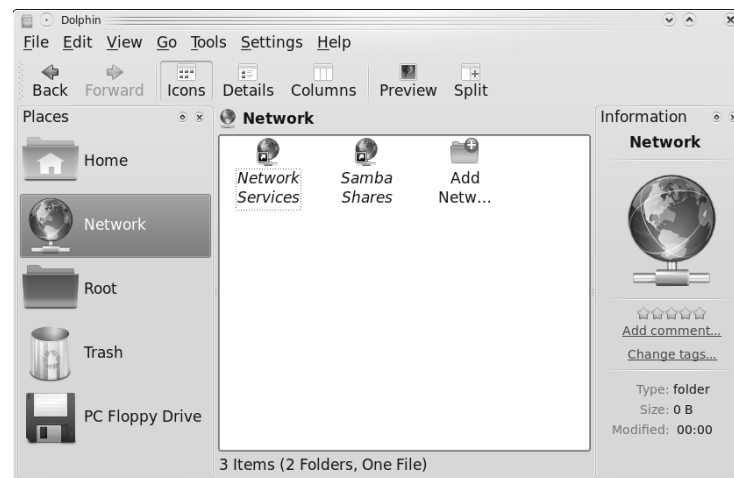 Dolphin
File Edit View Go Tools Settings Help
Back Forward Icons Details Columns Preview Split
Places
Home
Network
Root
Trash
PC Floppy Drive
Network
Network Services
Samba Shares
Add Netw...
3 Items (2 Folders, One File)
Information
Network
Add comment...
Change tags...
Type: folder
Size: 0 B
Modified: 00:00